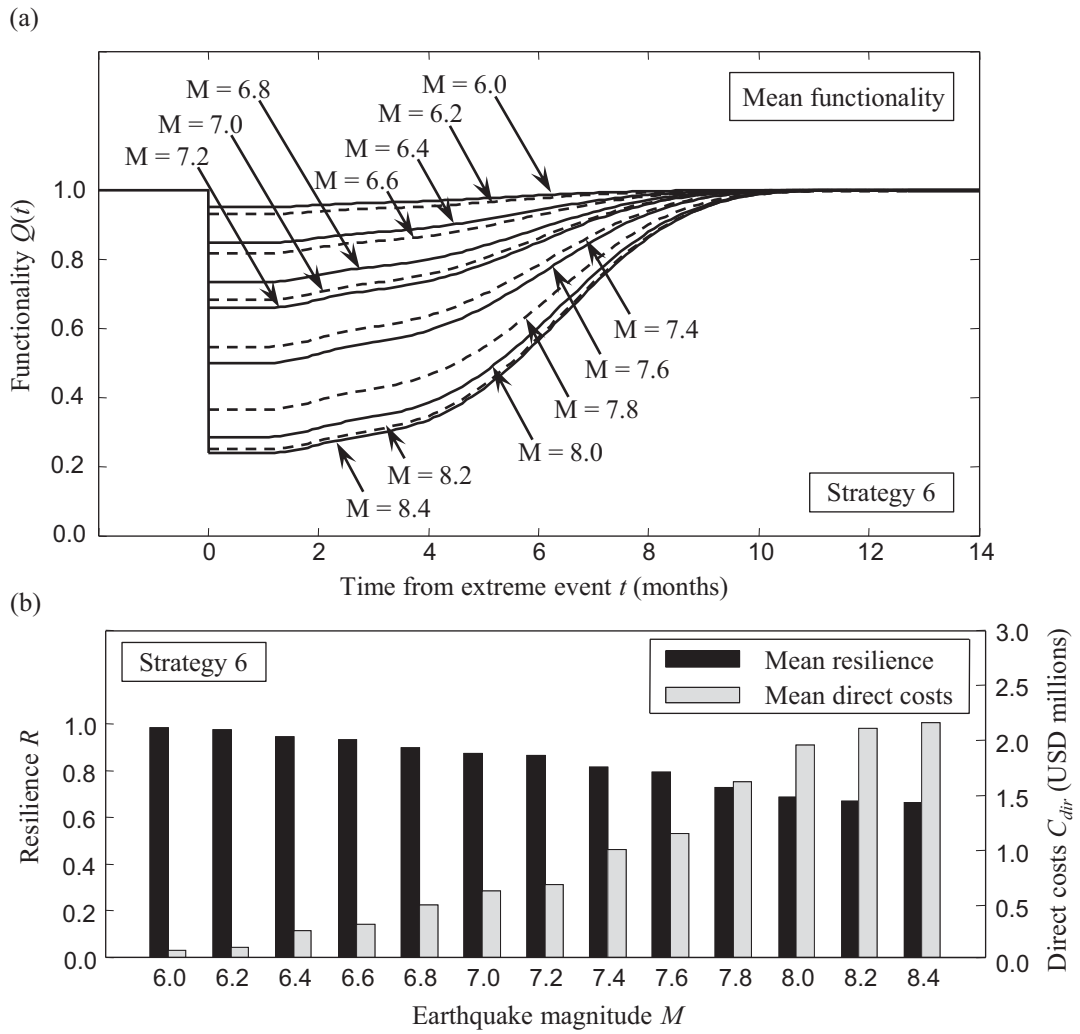 (a)
Mean functionality
M = 6.8
M = 6.0
M = 7.0
M = 6.2
M = 7.2
M = 6.4
M = 6.6
M = 7.4
M = 7.6
M = 7.8
M = 8.0
M = 8.2
M = 8.4
Strategy 6
Functionality Q(t)
1.0
0.8
0.6
0.4
0.2
0.0
0 2 4 6 8 10 12 14
Time from extreme event t (months)
(b)
Strategy 6
Mean resilience
Mean direct costs
Resilience R
1.0
0.8
0.6
0.4
0.2
0.0
3.0
2.5
2.0
1.5
1.0
0.5
0.0
Direct costs Cdir (USD millions)
6.0 6.2 6.4 6.6 6.8 7.0 7.2 7.4 7.6 7.8 8.0 8.2 8.4
Earthquake magnitude M